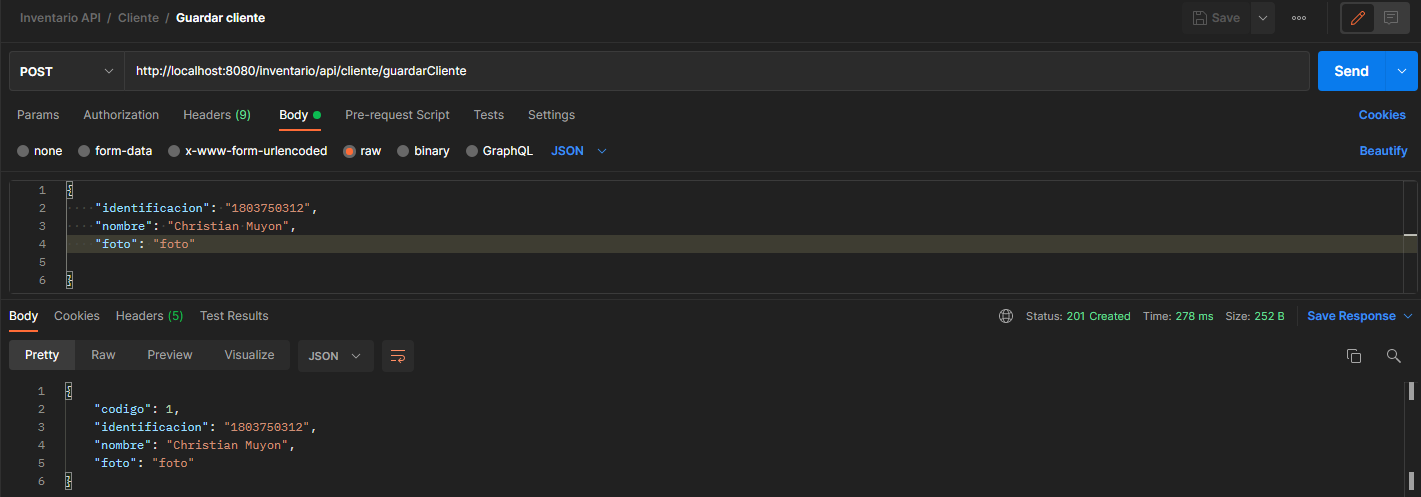 Inventario API / Cliente / Guardar cliente
Save
POST http://localhost:8080/inventario/api/cliente/guardarCliente Send
Params Authorization Headers (9) Body Pre-request Script Tests Settings Cookies
none form-data x-www-form-urlencoded raw binary GraphQL JSON Beautify
1 {
2 ····"identificacion":·"1803750312",
3 ····"nombre":·"Christian·Muyon",
4 ····"foto": "foto"
5
6 }
Body Cookies Headers (5) Test Results Status: 201 Created Time: 278 ms Size: 252 B Save Response
Pretty Raw Preview Visualize JSON
1 {
2 "codigo": 1,
3 "identificacion": "1803750312",
4 "nombre": "Christian Muyon",
5 "foto": "foto"
6 }